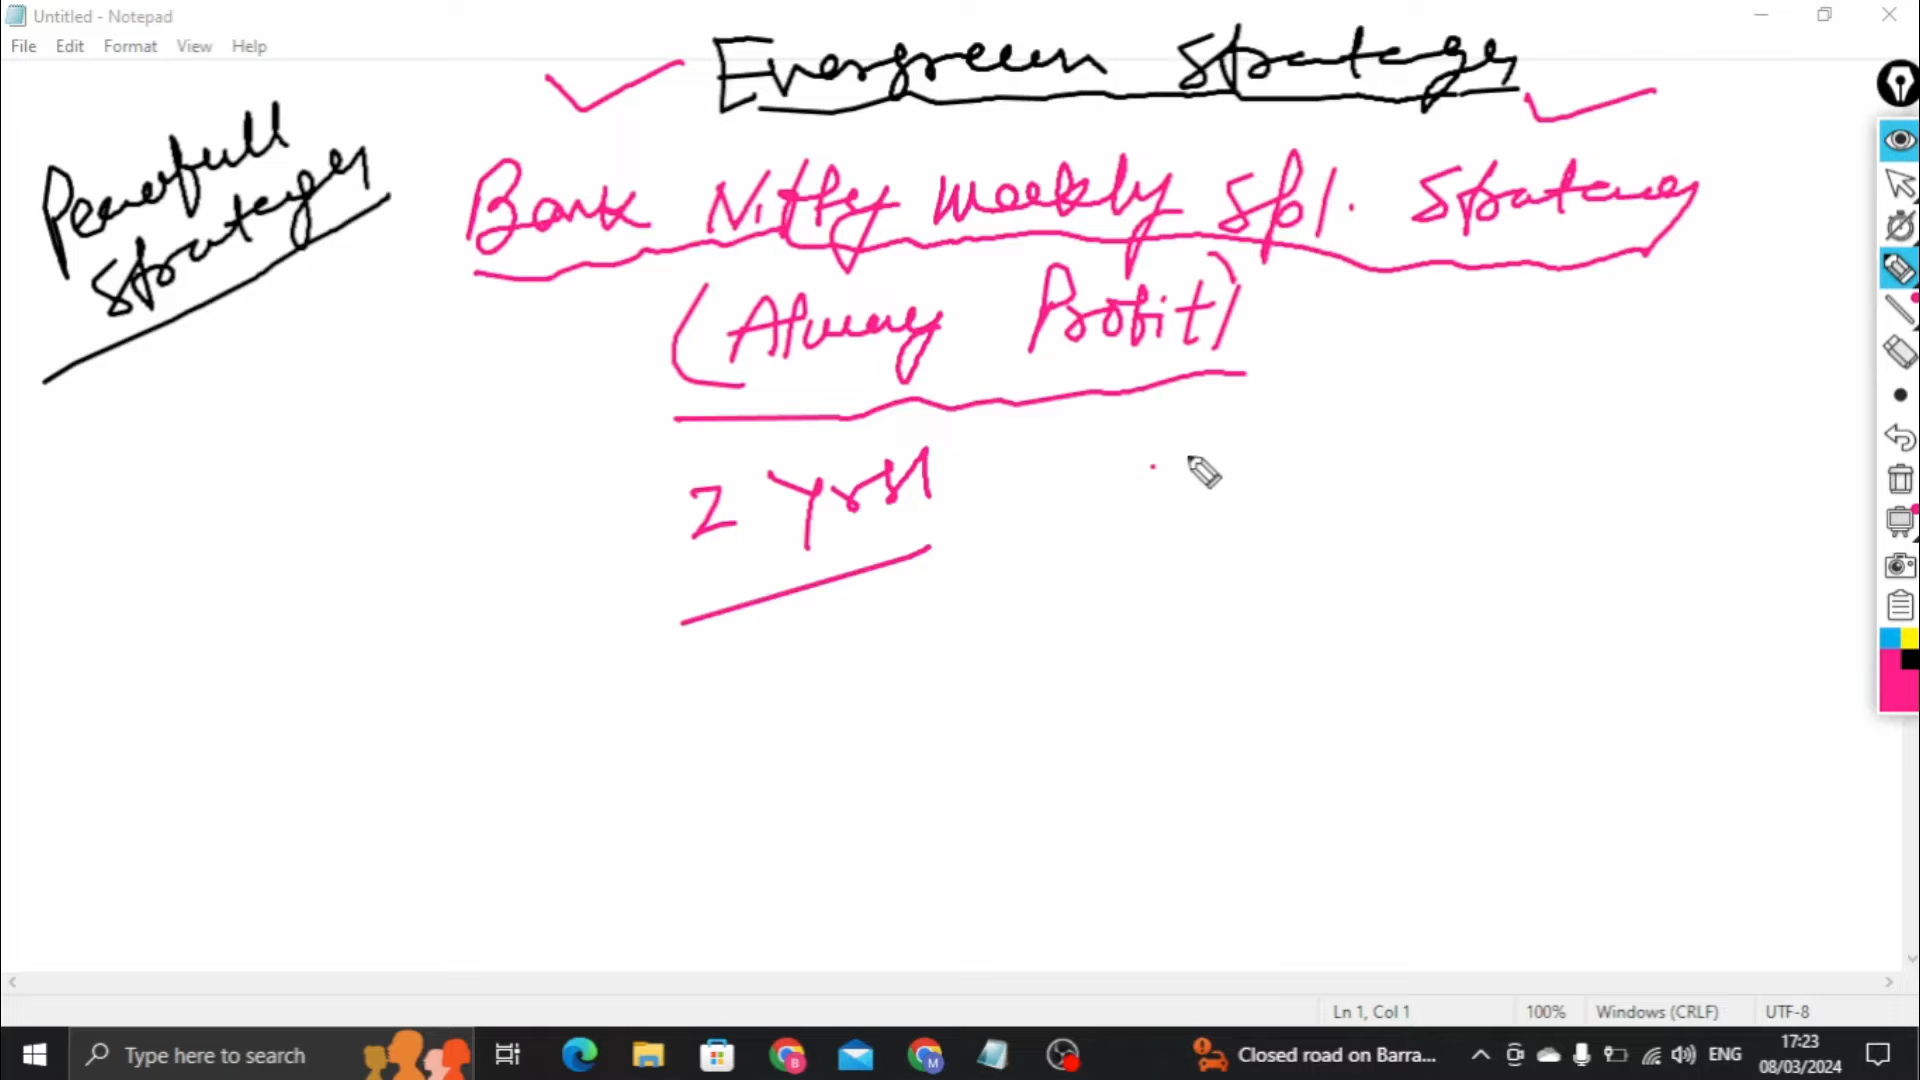 Untitled - Notepad
File Edit Format View Help
Evergreen Strategy
Peacefull
Strategy
Bank Nifty Weekly Spl. Strategy
(Alway Profit)
2 Yrs
Ln 1, Col 1 100% Windows (CRLF) UTF-8
Type here to search
Closed road on Barra...
ENG
17:23
08/03/2024